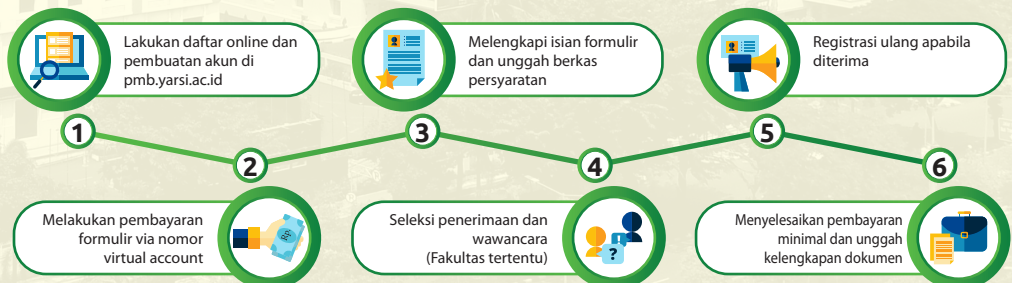 Lakukan daftar online dan
pembuatan akun di
pmb.yarsi.ac.id
1
Melakukan pembayaran
formulir via nomor
virtual account
2
Melengkapi isian formulir
dan unggah berkas
persyaratan
3
Seleksi penerimaan dan
wawancara
(Fakultas tertentu)
4
?
Registrasi ulang apabila
diterima
5
Menyelesaikan pembayaran
minimal dan unggah
kelengkapan dokumen
6